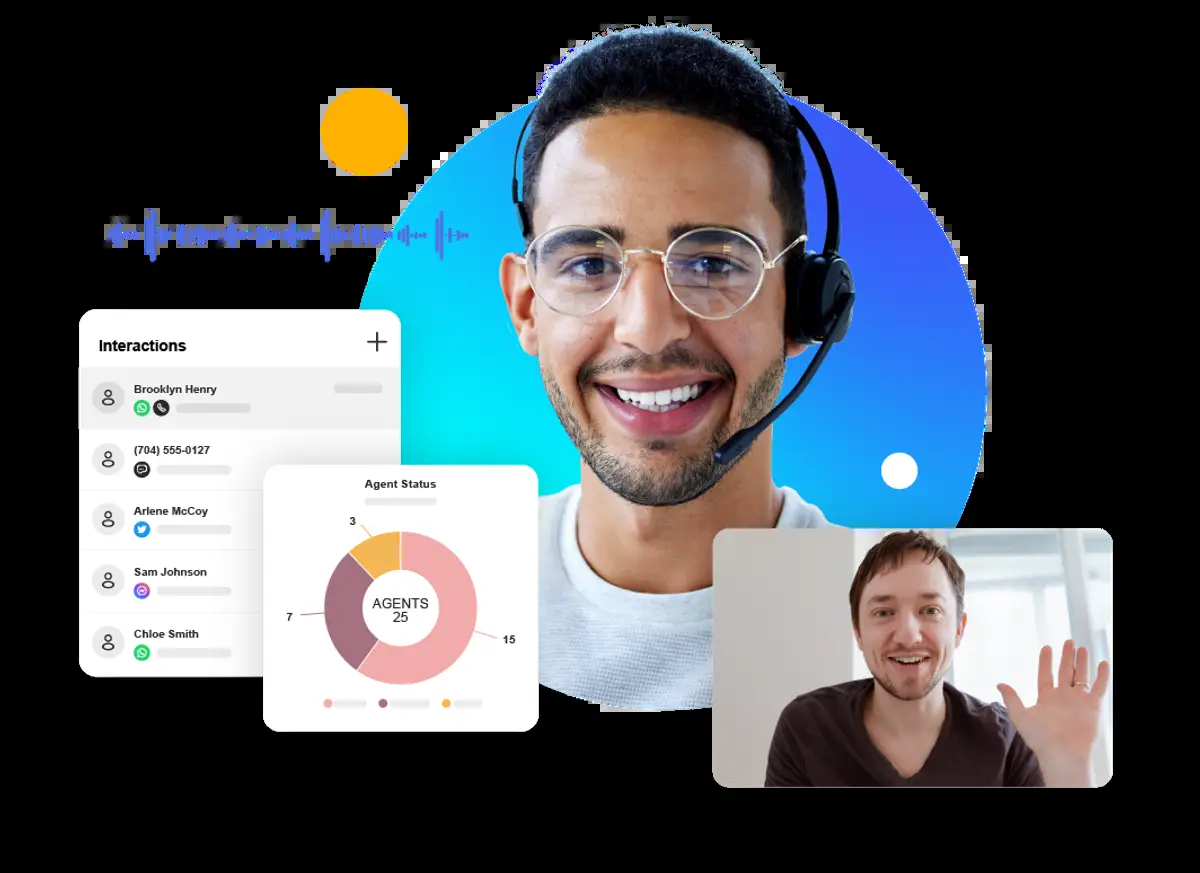 Interactions
Brooklyn Henry
(704) 555-0127
Arlene McCoy
Sam Johnson
Chloe Smith
Agent Status
3
7
AGENTS
25
15